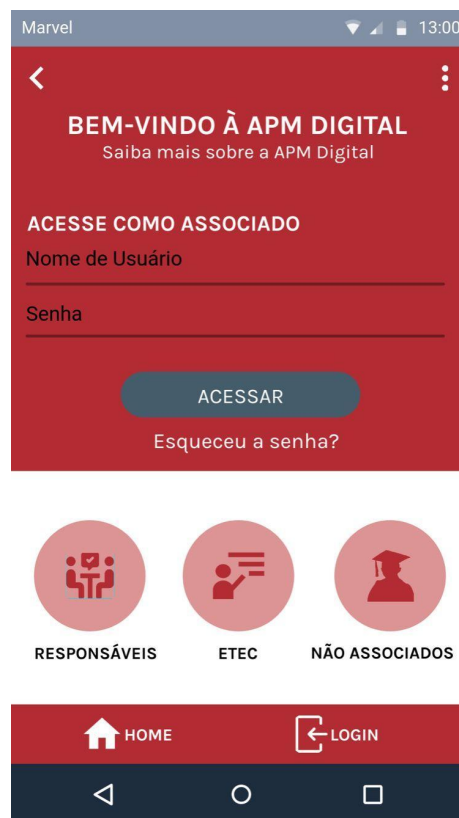 Marvel 13:00
BEM-VINDO À APM DIGITAL
Saiba mais sobre a APM Digital
ACESSE COMO ASSOCIADO
Nome de Usuário
Senha
ACESSAR
Esqueceu a senha?
RESPONSÁVEIS ETEC NÃO ASSOCIADOS
HOME LOGIN